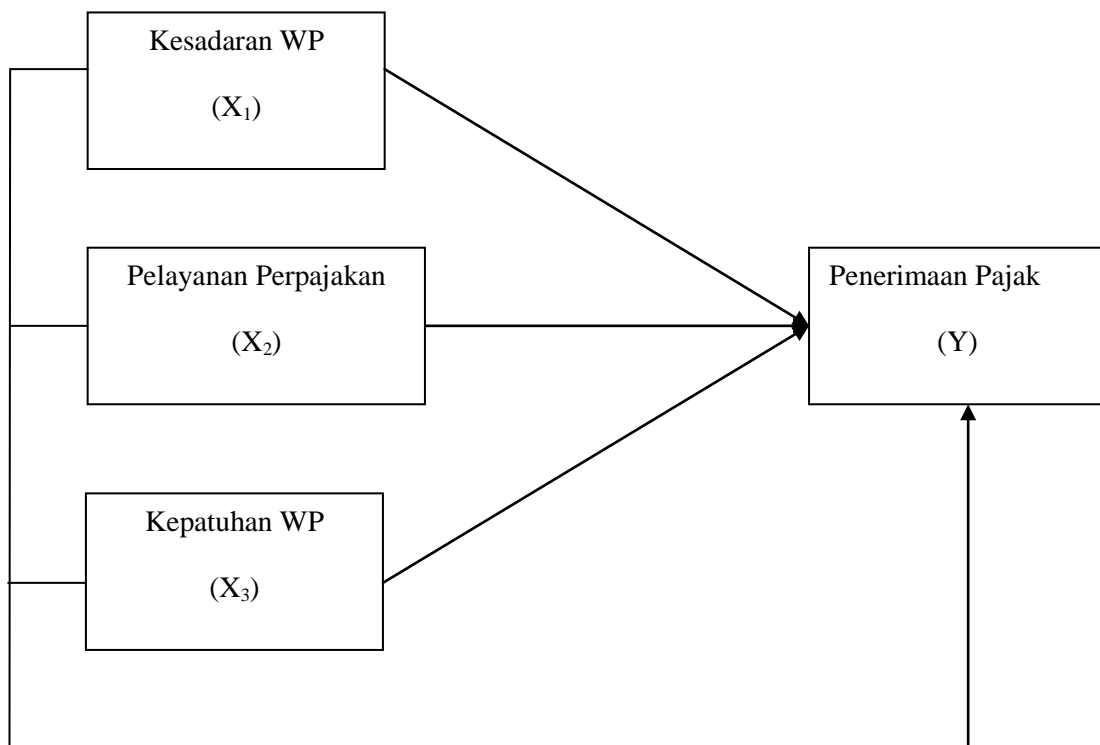 Kesadaran WP
(X₁)
Pelayanan Perpajakan
(X₂)
Penerimaan Pajak
(Y)
Kepatuhan WP
(X₃)